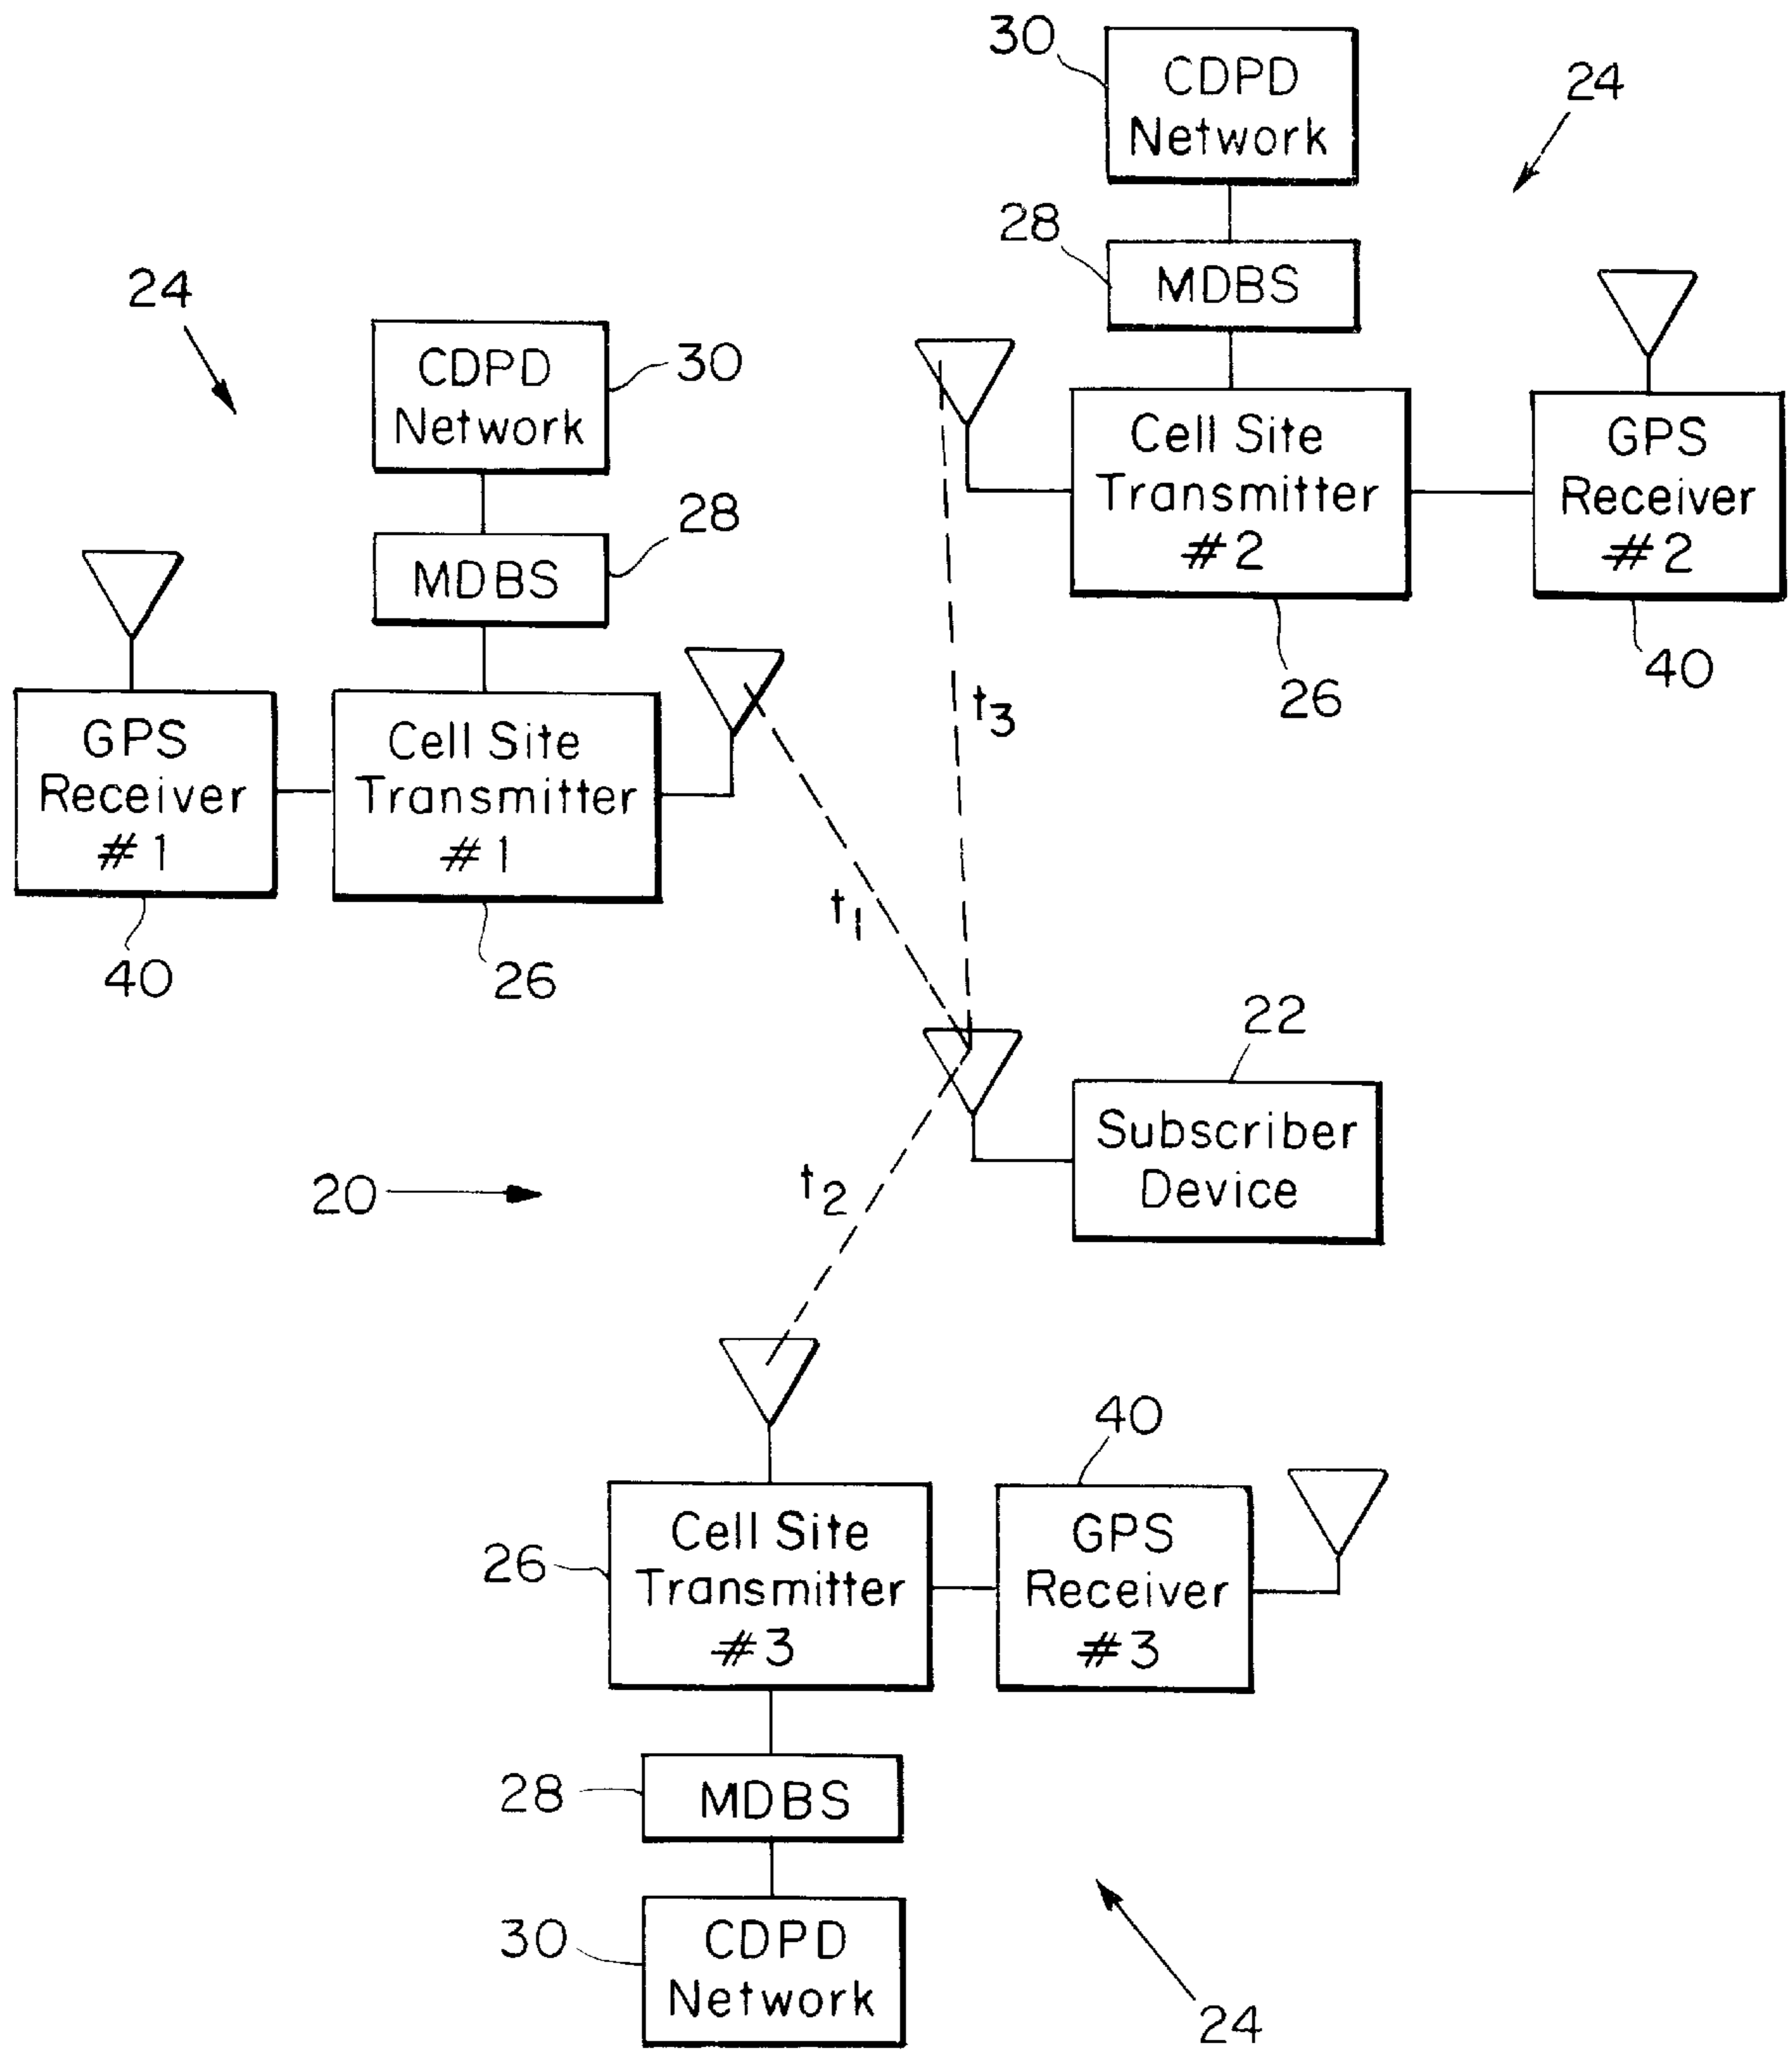 30
CDPD
Network
24
28
MDBS
24
CDPD
Network
30
Cell Site
Transmitter
#2
GPS
Receiver
#2
28
MDBS
26
40
t3
GPS
Receiver
#1
Cell Site
Transmitter
#1
t1
40
26
22
Subscriber
Device
20
t2
40
26
Cell Site
Transmitter
#3
GPS
Receiver
#3
28
MDBS
30
CDPD
Network
24